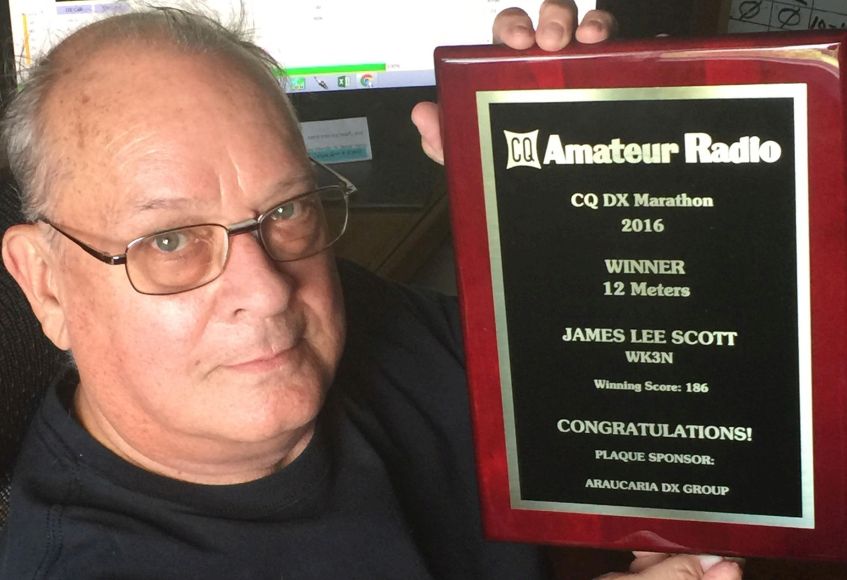 CQ Amateur Radio
CQ DX Marathon
2016
WINNER
12 Meters
JAMES LEE SCOTT
WK3N
Winning Score: 186
CONGRATULATIONS!
PLAQUE SPONSOR:
ARAUCARIA DX GROUP